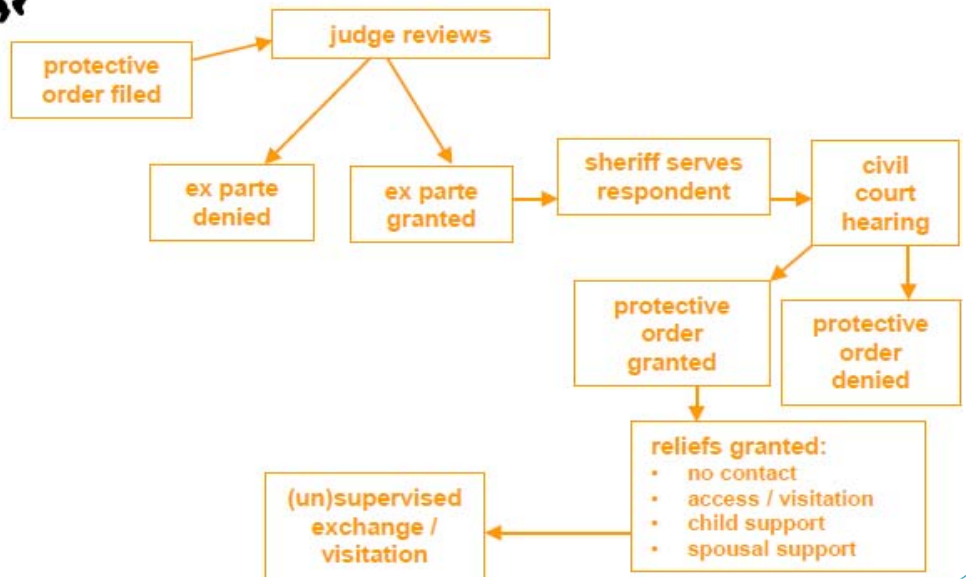 judge reviews
protective
order filed
ex parte
denied
ex parte
granted
sheriff serves
respondent
civil
court
hearing
protective
order
granted
protective
order
denied
reliefs granted:
• no contact
• access / visitation
• child support
• spousal support
(un)supervised
exchange /
visitation